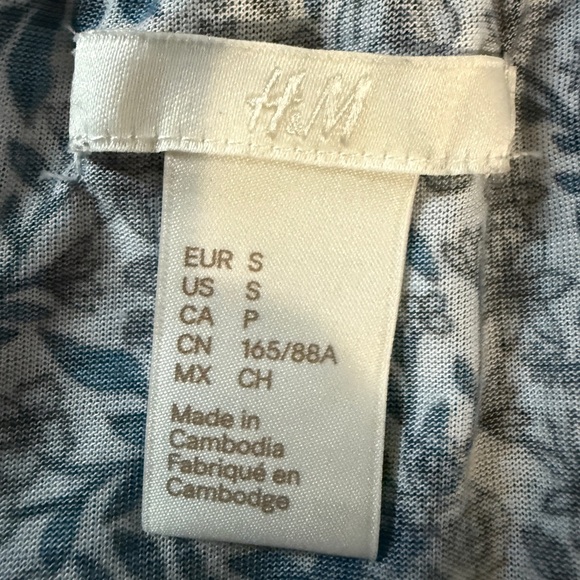 H&M
EUR S
US S
CA P
CN 165/88A
MX CH
Made in
Cambodia
Fabriqué en
Cambodge